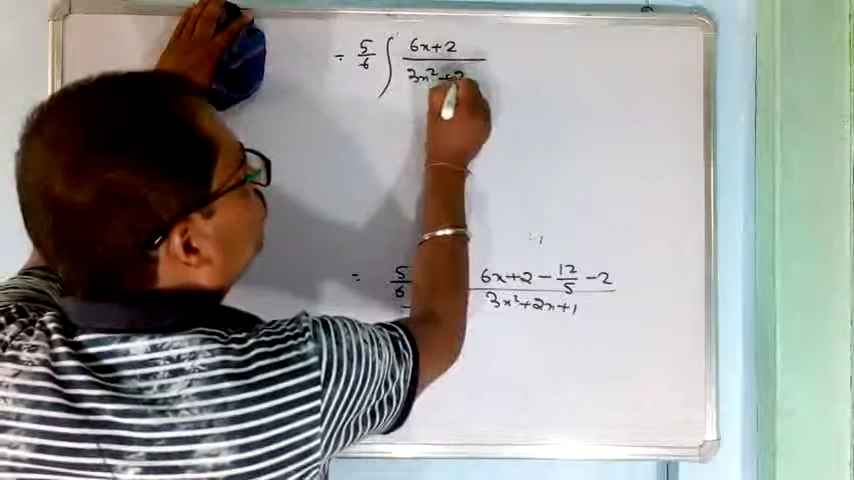 = 5/6 ∫ 6x+2 / 3x²+2
= 5/6 6x+2 - 12/5 - 2 / 3x²+2x+1